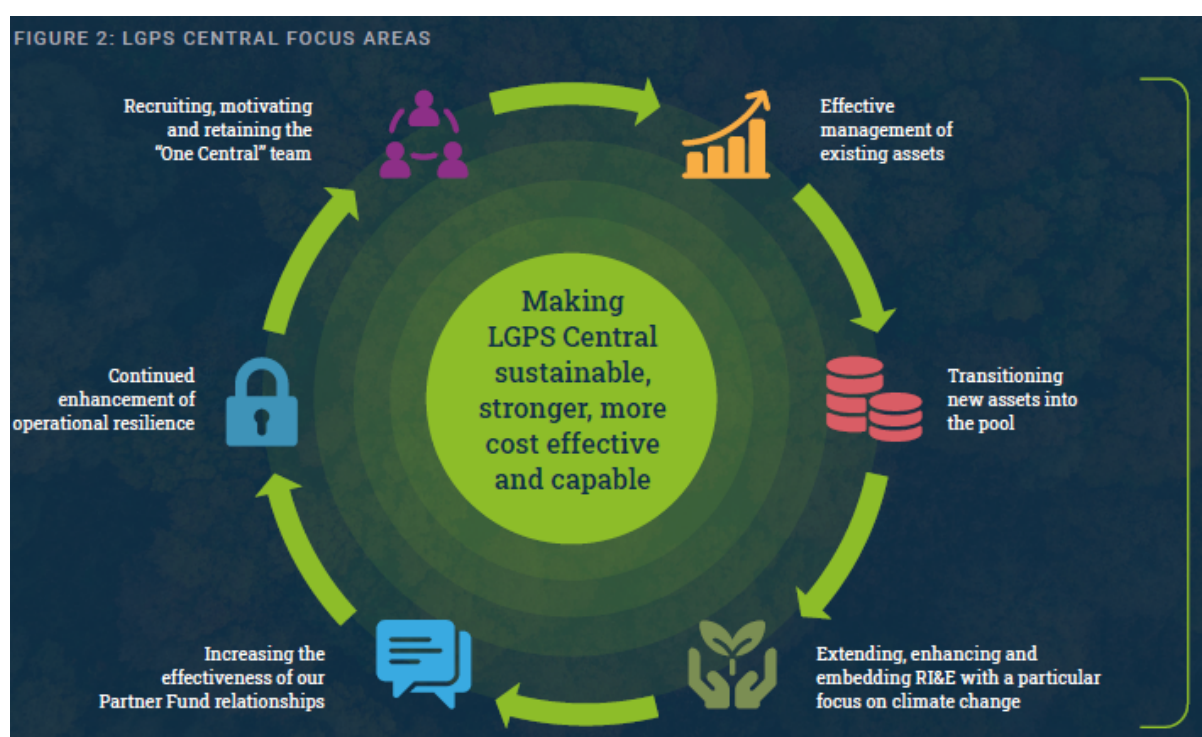 FIGURE 2: LGPS CENTRAL FOCUS AREAS
Recruiting, motivating
and retaining the
“One Central” team
Effective
management of
existing assets
Making
LGPS Central
sustainable,
stronger, more
cost effective
and capable
Continued
enhancement of
operational resilience
Transitioning
new assets into
the pool
Increasing the
effectiveness of our
Partner Fund relationships
Extending, enhancing and
embedding RI&E with a particular
focus on climate change